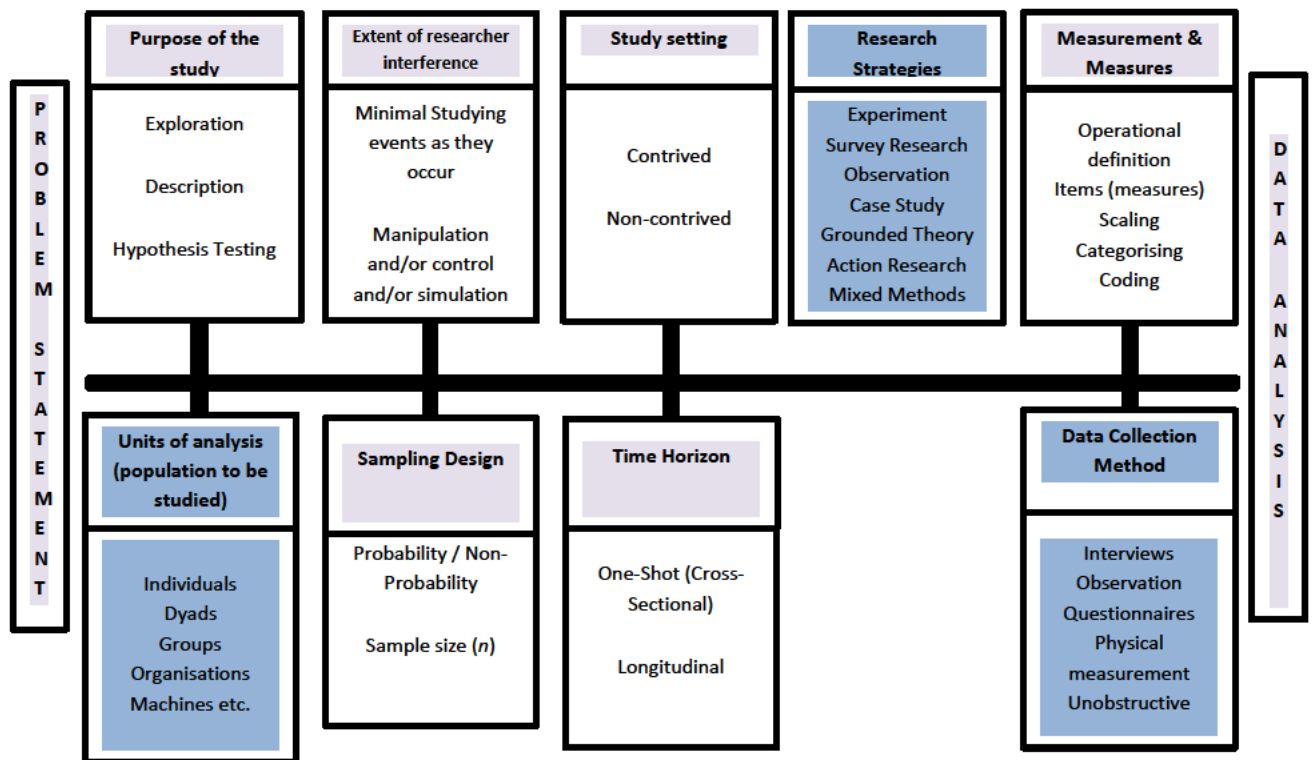 PROBLEM STATEMENT
Purpose of the
study
Exploration
Description
Hypothesis Testing
Extent of researcher
interference
Minimal Studying
events as they
occur
Manipulation
and/or control
and/or simulation
Study setting
Contrived
Non-contrived
Research
Strategies
Experiment
Survey Research
Observation
Case Study
Grounded Theory
Action Research
Mixed Methods
Measurement &
Measures
Operational
definition
Items (measures)
Scaling
Categorising
Coding
Units of analysis
(population to be
studied)
Individuals
Dyads
Groups
Organisations
Machines etc.
Sampling Design
Probability / Non-
Probability
Sample size (n)
Time Horizon
One-Shot (Cross-
Sectional)
Longitudinal
Data Collection
Method
Interviews
Observation
Questionnaires
Physical
measurement
Unobstructive
DATA ANALYSIS